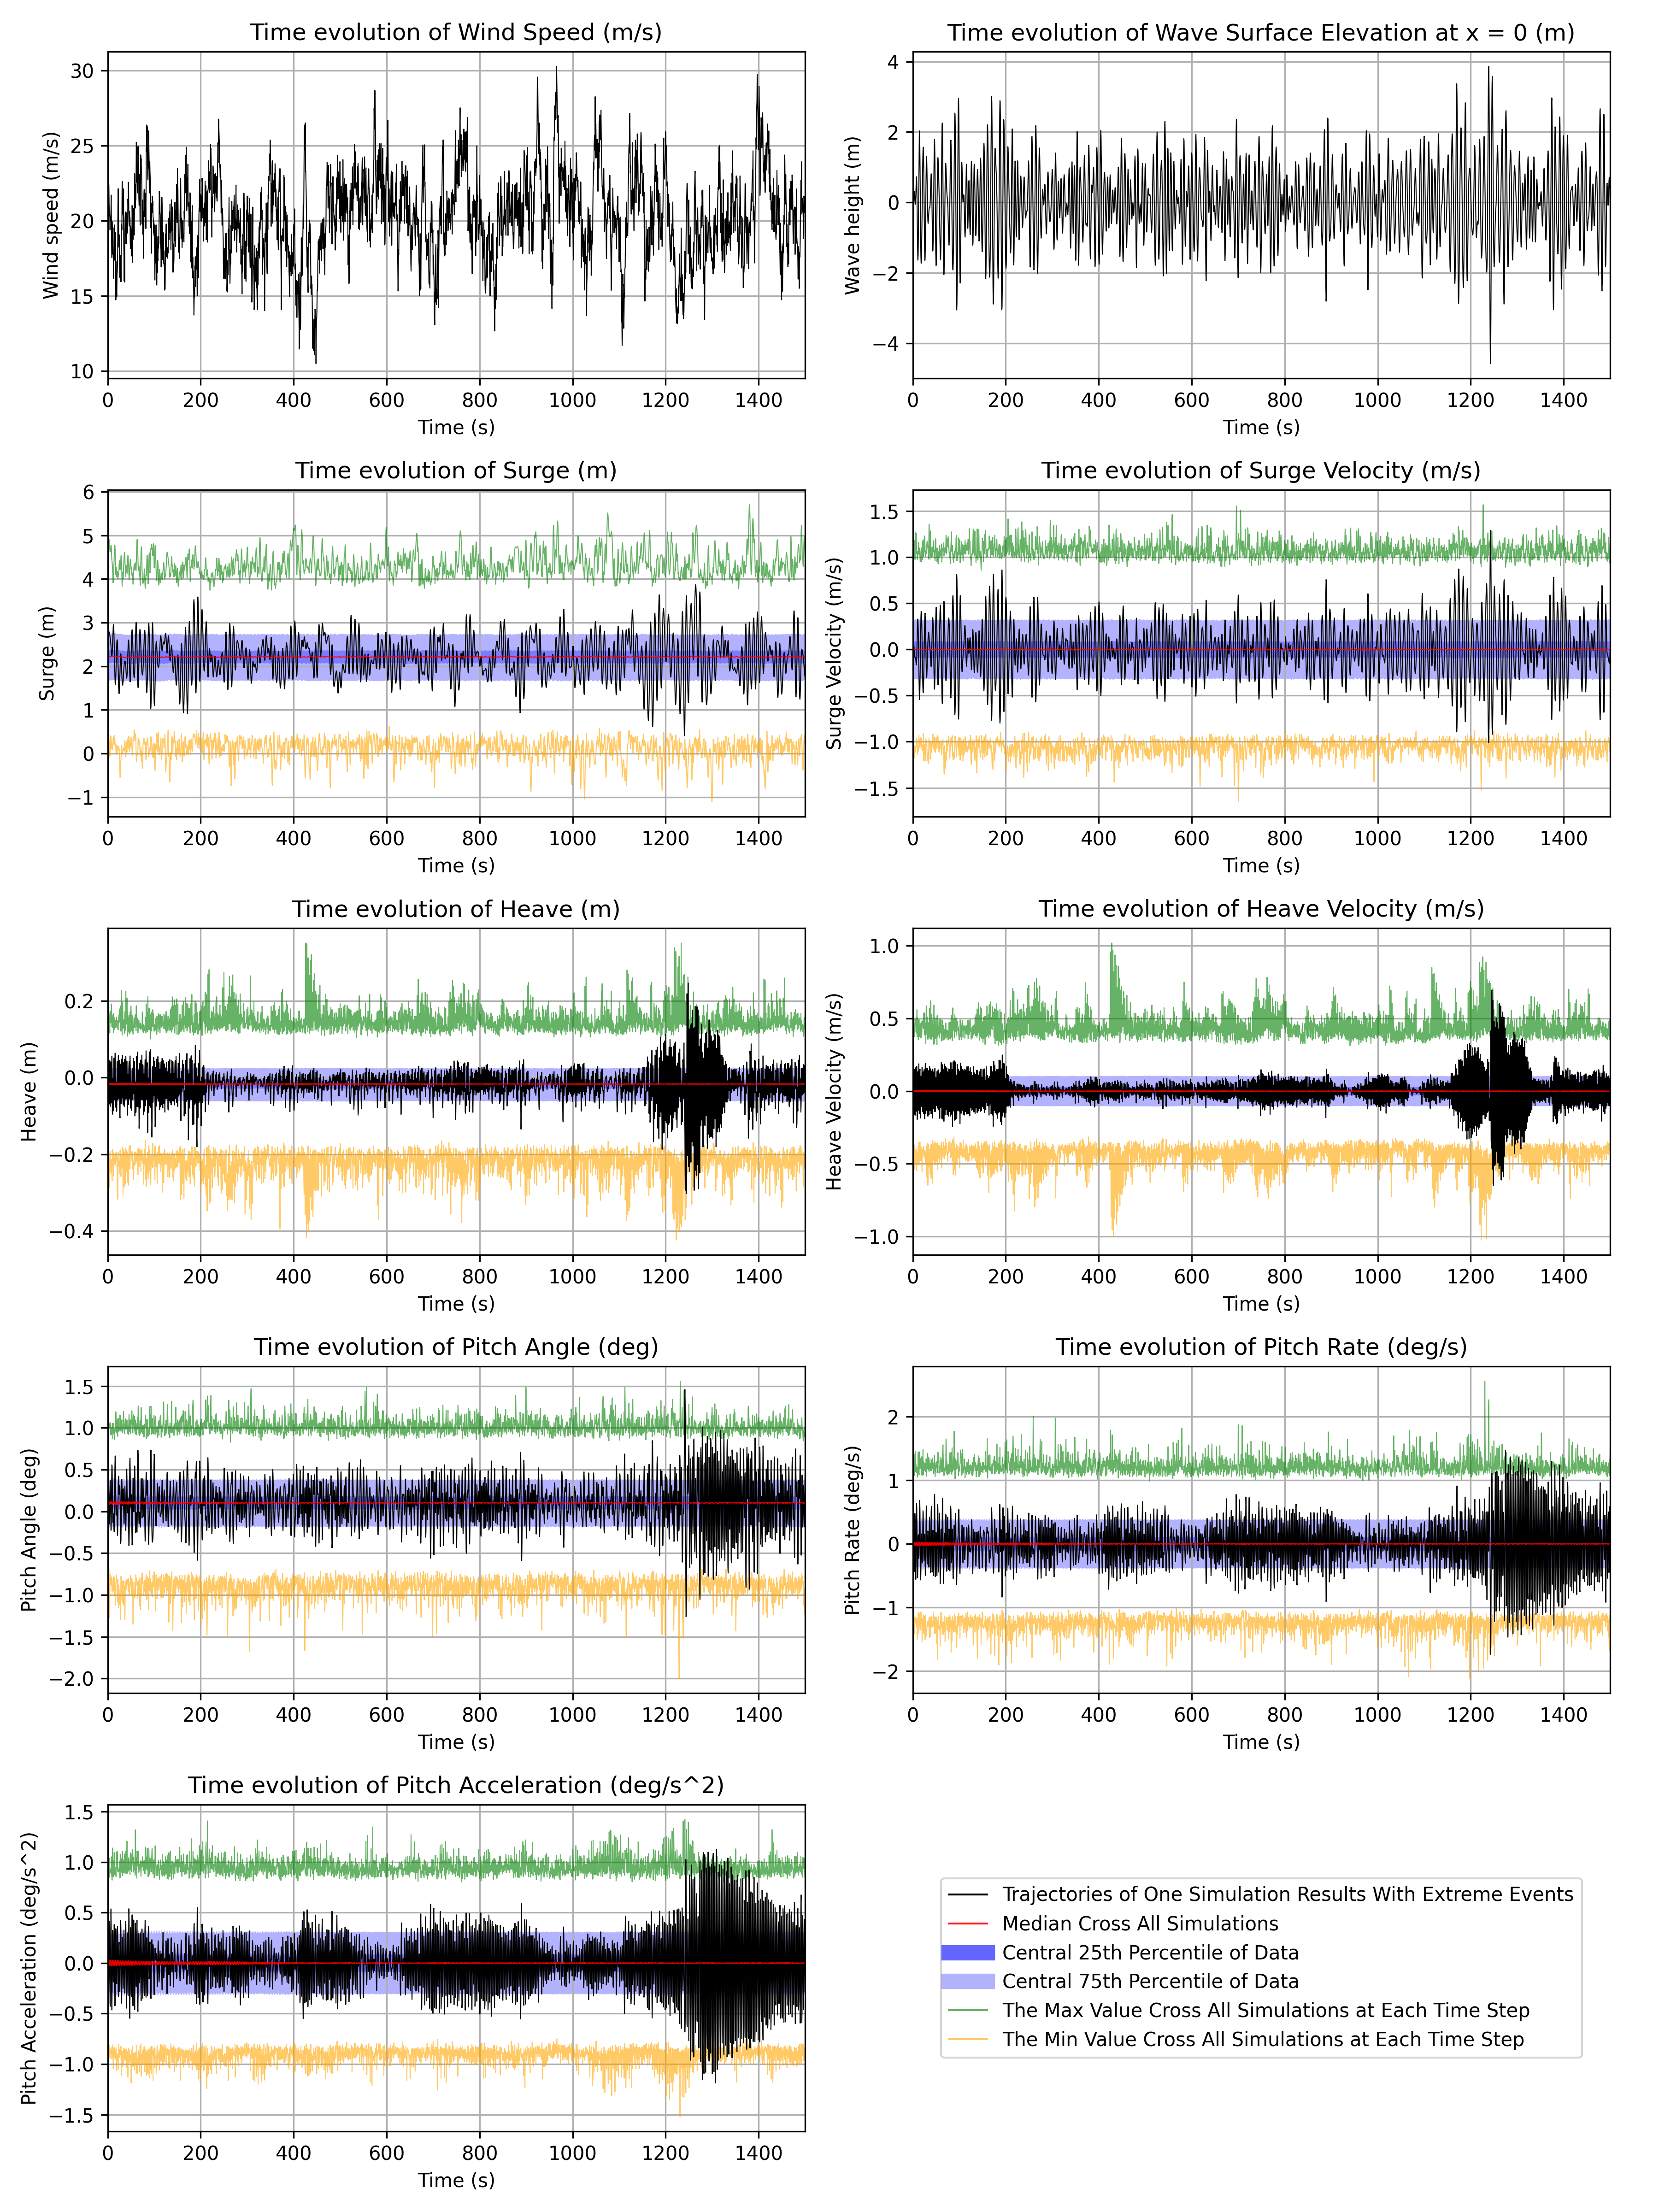 Time evolution of Wind Speed (m/s)
Wind speed (m/s)
30
25
20
15
10
0 200 400 600 800 1000 1200 1400
Time (s)
Time evolution of Wave Surface Elevation at x = 0 (m)
Wave height (m)
4
2
0
−2
−4
0 200 400 600 800 1000 1200 1400
Time (s)
Time evolution of Surge (m)
Surge (m)
6
5
4
3
2
1
0
−1
0 200 400 600 800 1000 1200 1400
Time (s)
Time evolution of Surge Velocity (m/s)
Surge Velocity (m/s)
1.5
1.0
0.5
0.0
−0.5
−1.0
−1.5
0 200 400 600 800 1000 1200 1400
Time (s)
Time evolution of Heave (m)
Heave (m)
0.2
0.0
−0.2
−0.4
0 200 400 600 800 1000 1200 1400
Time (s)
Time evolution of Heave Velocity (m/s)
Heave Velocity (m/s)
1.0
0.5
0.0
−0.5
−1.0
0 200 400 600 800 1000 1200 1400
Time (s)
Time evolution of Pitch Angle (deg)
Pitch Angle (deg)
1.5
1.0
0.5
0.0
−0.5
−1.0
−1.5
−2.0
0 200 400 600 800 1000 1200 1400
Time (s)
Time evolution of Pitch Rate (deg/s)
Pitch Rate (deg/s)
2
1
0
−1
−2
0 200 400 600 800 1000 1200 1400
Time (s)
Time evolution of Pitch Acceleration (deg/s^2)
Pitch Acceleration (deg/s^2)
1.5
1.0
0.5
0.0
−0.5
−1.0
−1.5
0 200 400 600 800 1000 1200 1400
Time (s)
Trajectories of One Simulation Results With Extreme Events
Median Cross All Simulations
Central 25th Percentile of Data
Central 75th Percentile of Data
The Max Value Cross All Simulations at Each Time Step
The Min Value Cross All Simulations at Each Time Step